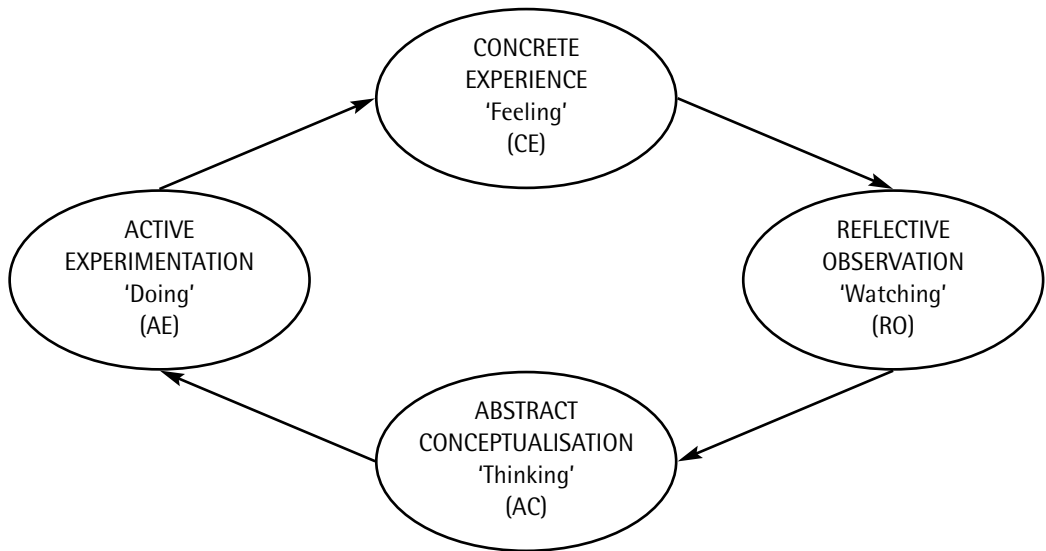 CONCRETE
EXPERIENCE
'Feeling'
(CE)
ACTIVE
EXPERIMENTATION
'Doing'
(AE)
REFLECTIVE
OBSERVATION
'Watching'
(RO)
ABSTRACT
CONCEPTUALISATION
'Thinking'
(AC)